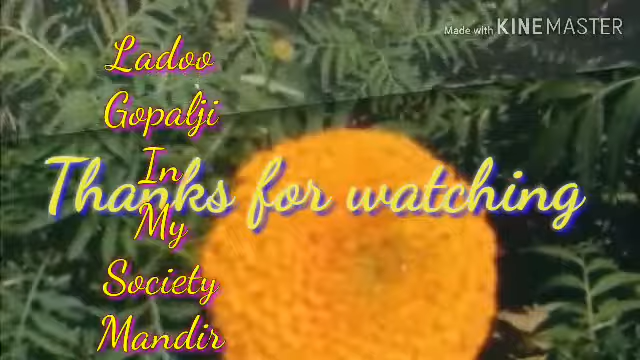 Made with KINEMASTER
Ladoo
Gopalji
In
Thanks for watching
My
Society
Mandir